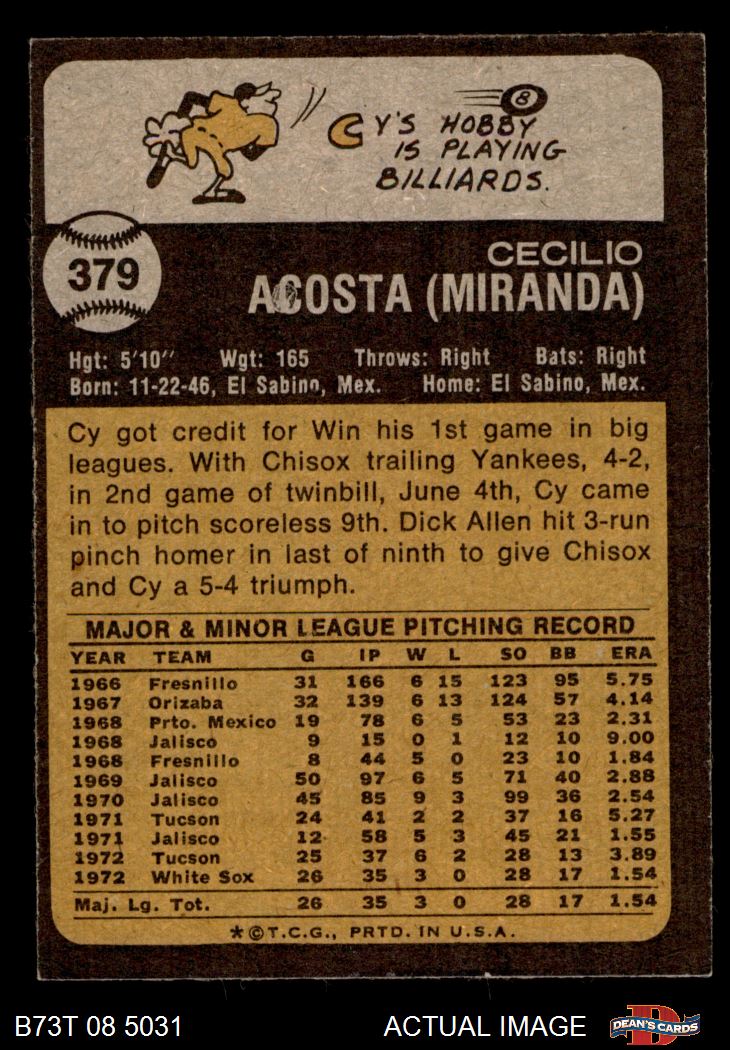 8
CY'S HOBBY
IS PLAYING
BILLIARDS.
379
CECILIO
ACOSTA (MIRANDA)
Hgt: 5'10" Wgt: 165 Throws: Right Bats: Right
Born: 11-22-46, El Sabino, Mex. Home: El Sabino, Mex.
Cy got credit for Win his 1st game in big
leagues. With Chisox trailing Yankees, 4-2,
in 2nd game of twinbill, June 4th, Cy came
in to pitch scoreless 9th. Dick Allen hit 3-run
pinch homer in last of ninth to give Chisox
and Cy a 5-4 triumph.
MAJOR & MINOR LEAGUE PITCHING RECORD
YEAR TEAM G IP W L SO BB ERA
1966 Fresnillo 31 166 6 15 123 95 5.75
1967 Orizaba 32 139 6 13 124 57 4.14
1968 Prto. Mexico 19 78 6 5 53 23 2.31
1968 Jalisco 9 15 0 1 12 10 9.00
1968 Fresnillo 8 44 5 0 23 10 1.84
1969 Jalisco 50 97 6 5 71 40 2.88
1970 Jalisco 45 85 9 3 99 36 2.54
1971 Tucson 24 41 2 2 37 16 5.27
1971 Jalisco 12 58 5 3 45 21 1.55
1972 Tucson 25 37 6 2 28 13 3.89
1972 White Sox 26 35 3 0 28 17 1.54
Maj. Lg. Tot. 26 35 3 0 28 17 1.54
*©T.C.G., PRTD. IN U.S.A.
B73T 08 5031 ACTUAL IMAGE D DEAN'S CARDS